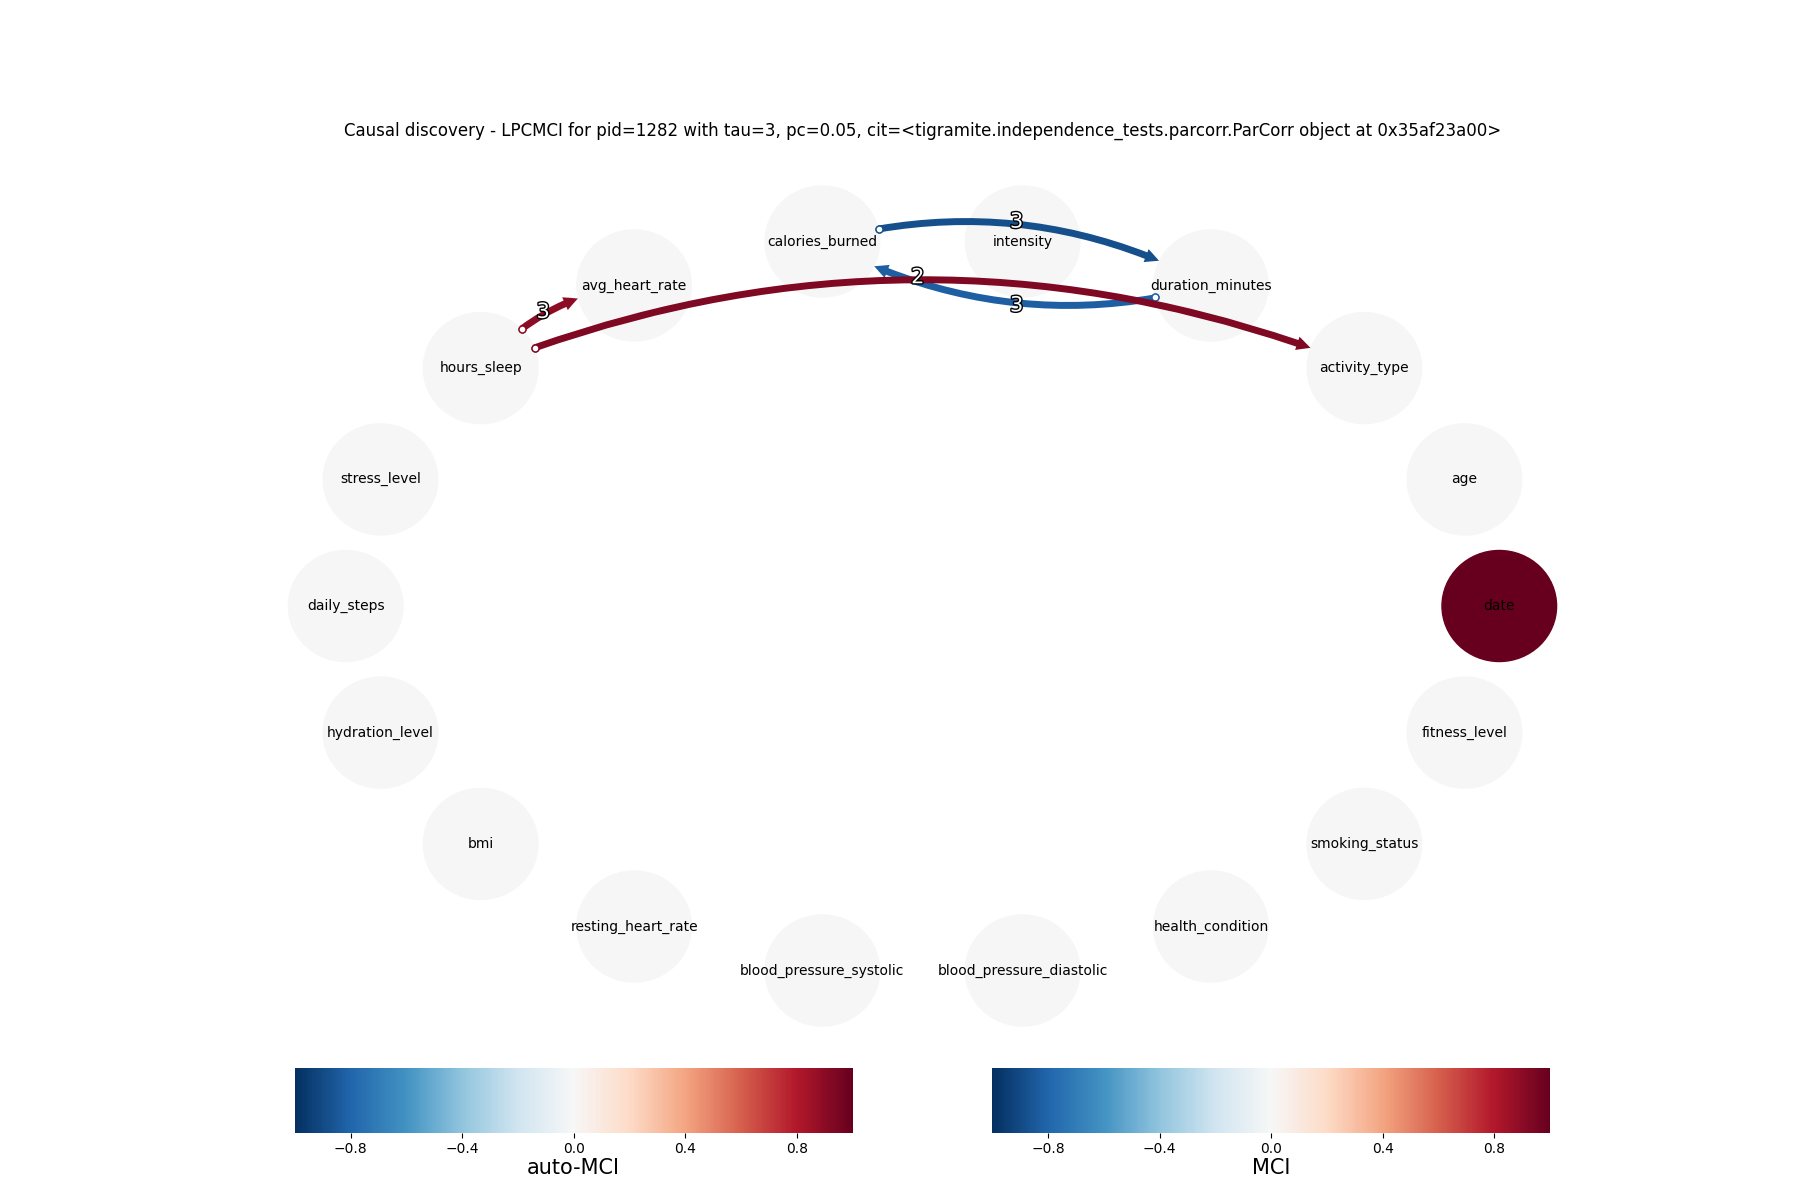 Causal discovery - LPCMCI for pid=1282 with tau=3, pc=0.05, cit=<tigramite.independence_tests.parcorr.ParCorr object at 0x35af23a00>
3
calories_burned
intensity
2
avg_heart_rate
duration_minutes
3
3
hours_sleep
activity_type
stress_level
age
daily_steps
date
hydration_level
fitness_level
bmi
smoking_status
resting_heart_rate
health_condition
blood_pressure_systolic
blood_pressure_diastolic
−0.8 −0.4 0.0 0.4 0.8
auto-MCI
−0.8 −0.4 0.0 0.4 0.8
MCI